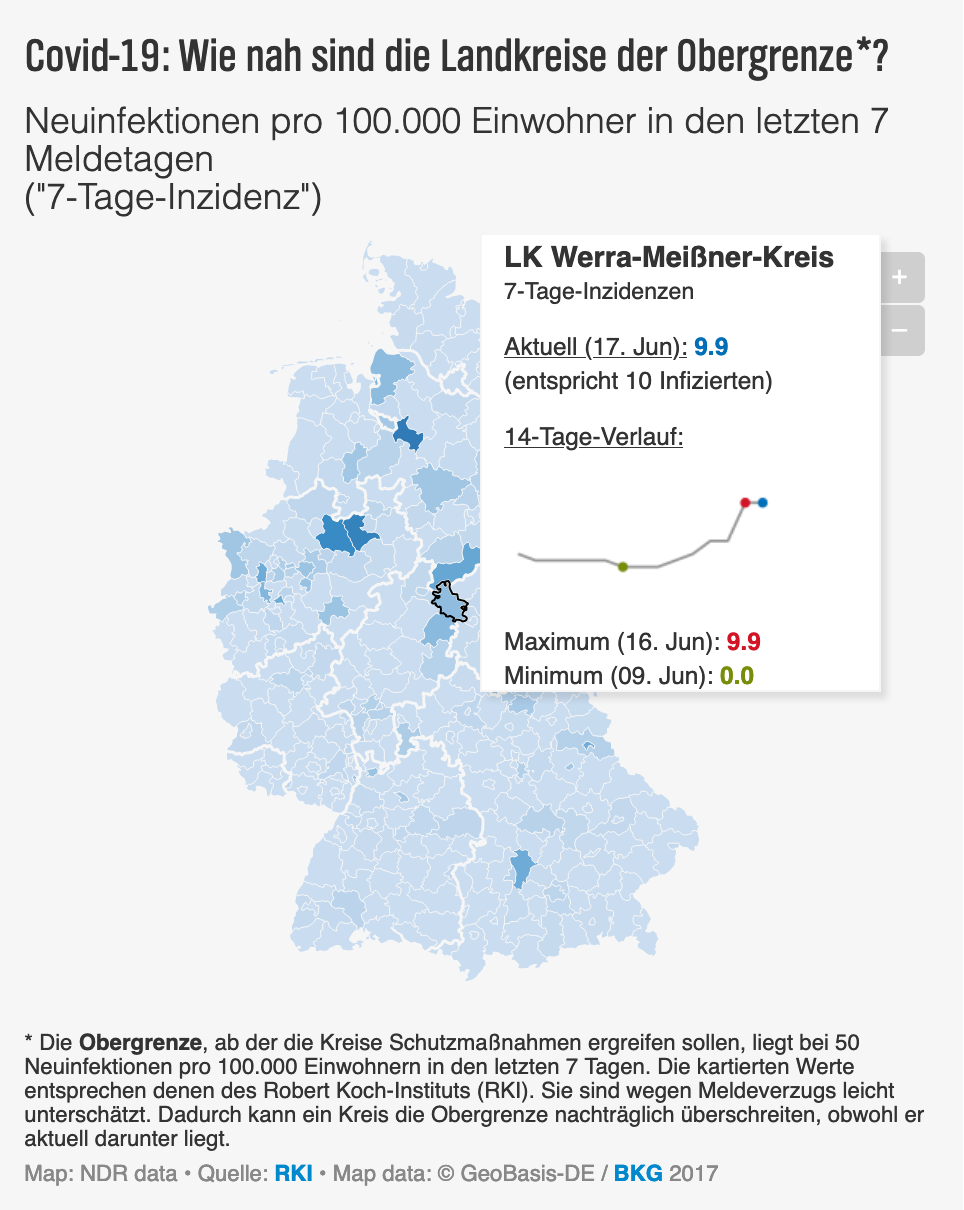 Covid-19: Wie nah sind die Landkreise der Obergrenze*?
Neuinfektionen pro 100.000 Einwohner in den letzten 7
Meldetagen
("7-Tage-Inzidenz")
LK Werra-Meißner-Kreis
7-Tage-Inzidenzen
Aktuell (17. Jun): 9.9
(entspricht 10 Infizierten)
14-Tage-Verlauf:
Maximum (16. Jun): 9.9
Minimum (09. Jun): 0.0
+
–
* Die Obergrenze, ab der die Kreise Schutzmaßnahmen ergreifen sollen, liegt bei 50
Neuinfektionen pro 100.000 Einwohnern in den letzten 7 Tagen. Die kartierten Werte
entsprechen denen des Robert Koch-Instituts (RKI). Sie sind wegen Meldeverzugs leicht
unterschätzt. Dadurch kann ein Kreis die Obergrenze nachträglich überschreiten, obwohl er
aktuell darunter liegt.
Map: NDR data • Quelle: RKI • Map data: © GeoBasis-DE / BKG 2017